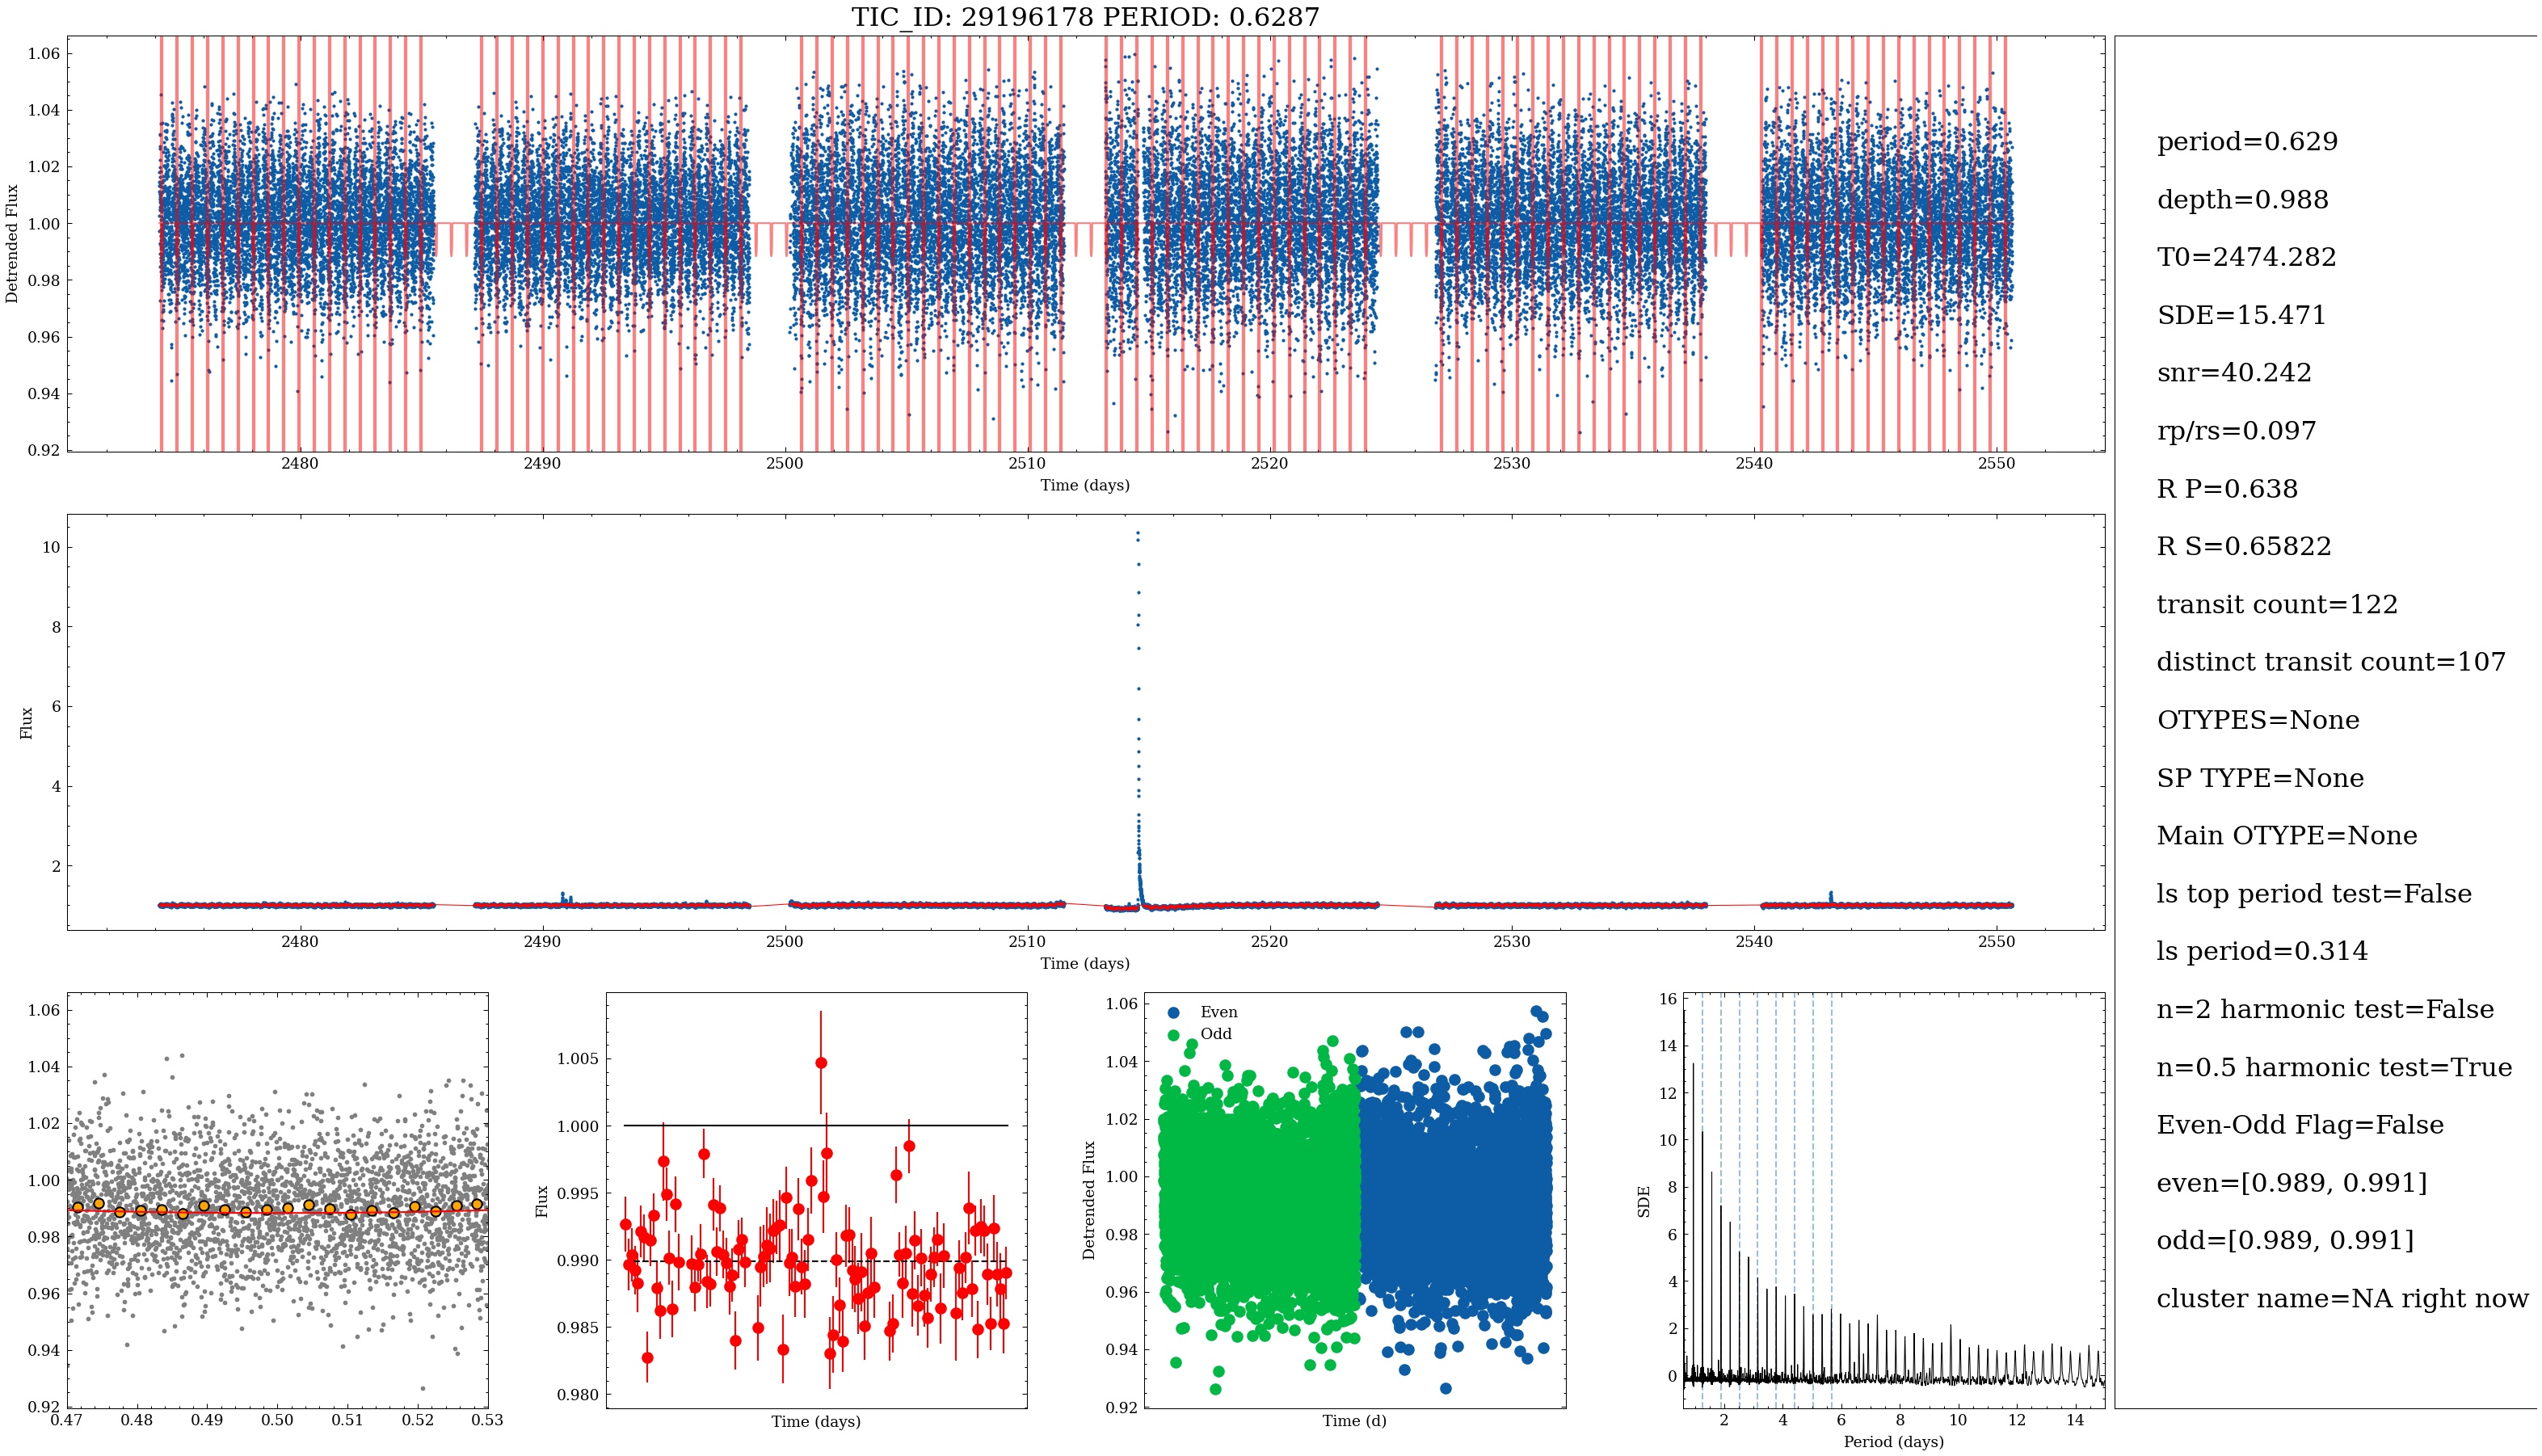 TIC_ID: 29196178 PERIOD: 0.6287
1.06
1.04
1.02
1.00
0.98
0.96
0.94
0.92
Detrended Flux
2480 2490 2500 2510 2520 2530 2540 2550
Time (days)
10
8
6
4
2
Flux
2480 2490 2500 2510 2520 2530 2540 2550
Time (days)
1.06
1.04
1.02
1.00
0.98
0.96
0.94
0.92
0.47 0.48 0.49 0.50 0.51 0.52 0.53
1.005
1.000
0.995
0.990
0.985
0.980
Flux
Time (days)
Even
Odd
1.06
1.04
1.02
1.00
0.98
0.96
0.94
0.92
Detrended Flux
Time (d)
16
14
12
10
8
6
4
2
0
SDE
2 4 6 8 10 12 14
Period (days)
period=0.629
depth=0.988
T0=2474.282
SDE=15.471
snr=40.242
rp/rs=0.097
R P=0.638
R S=0.65822
transit count=122
distinct transit count=107
OTYPES=None
SP TYPE=None
Main OTYPE=None
ls top period test=False
ls period=0.314
n=2 harmonic test=False
n=0.5 harmonic test=True
Even-Odd Flag=False
even=[0.989, 0.991]
odd=[0.989, 0.991]
cluster name=NA right now